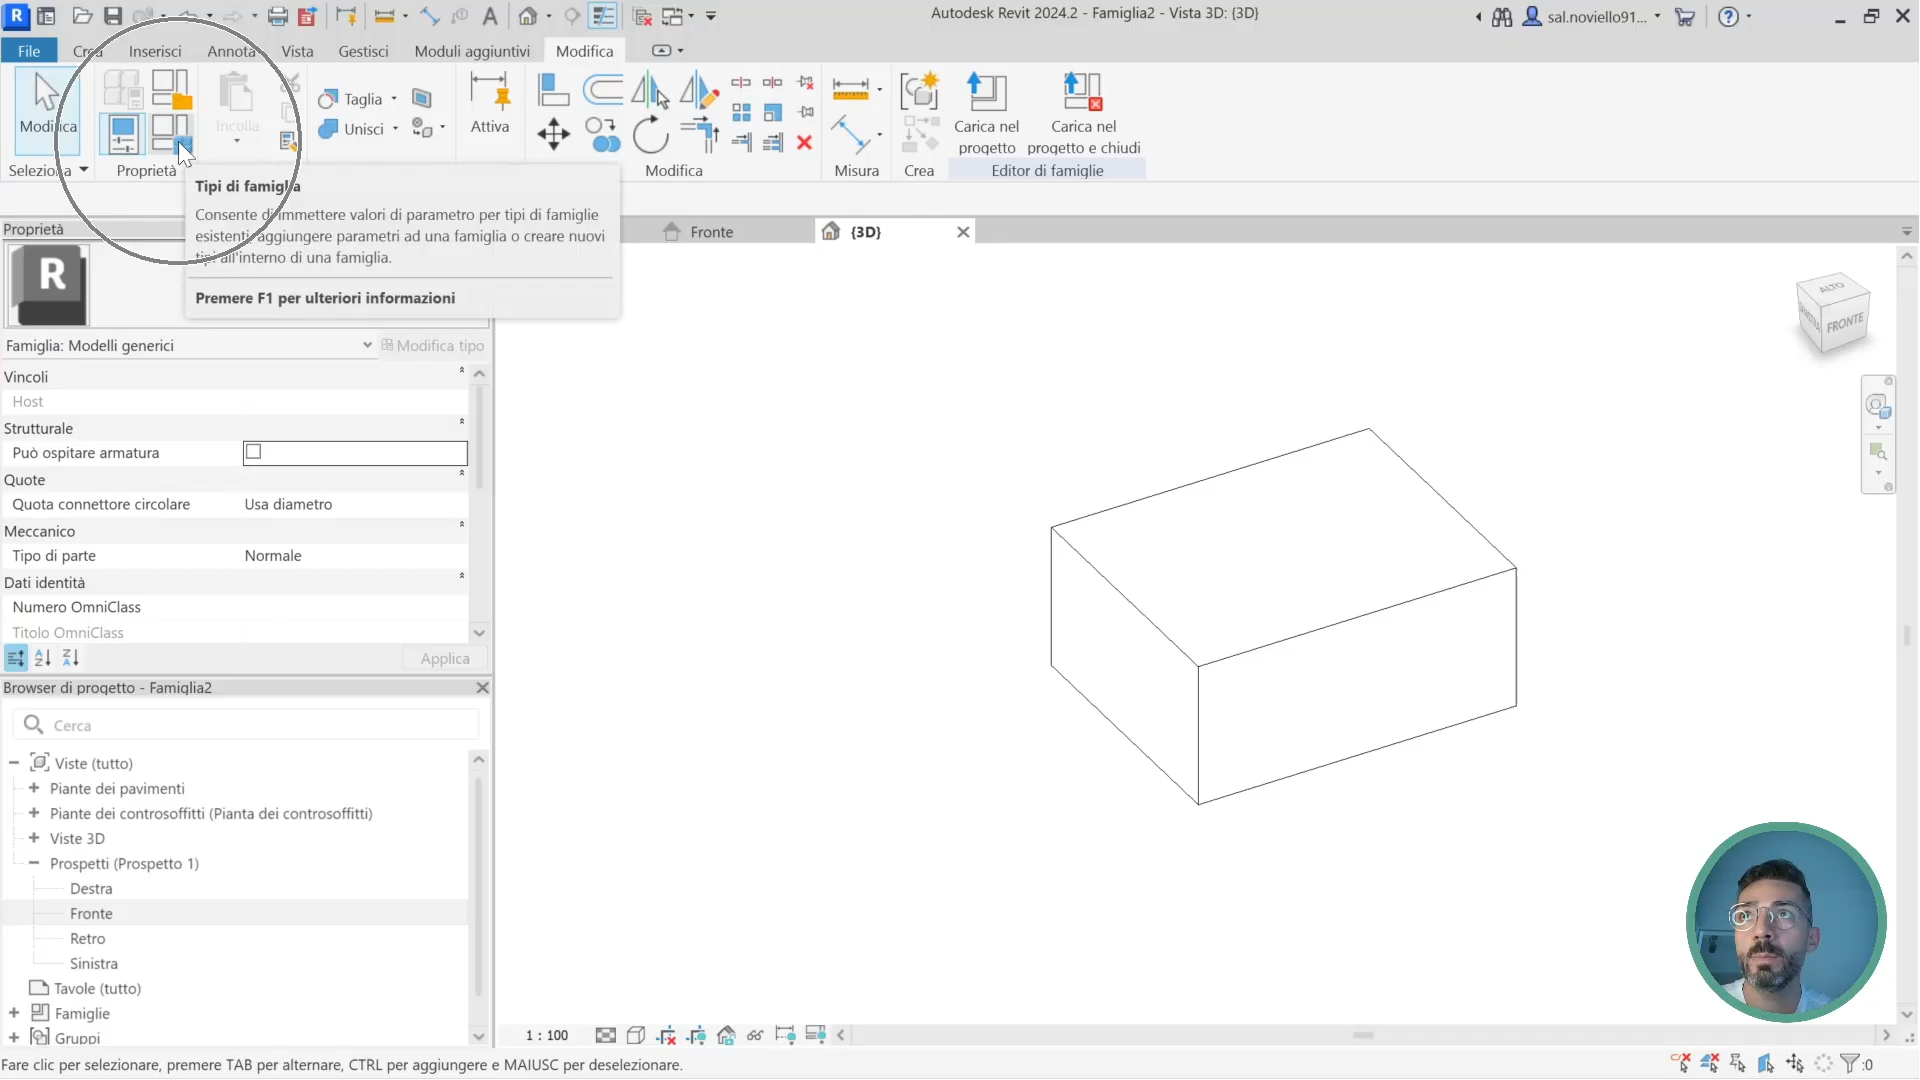 Autodesk Revit 2024.2 - Famiglia2 - Vista 3D: {3D}
sal.noviello91...
File
Crea
Inserisci
Annota
Vista
Gestisci
Moduli aggiuntivi
Modifica
Modifica
Incolla
Taglia
Unisci
Attiva
Carica nel
progetto
Carica nel
progetto e chiudi
Seleziona
Proprietà
Modifica
Misura
Crea
Editor di famiglie
Tipi di famiglia
Consente di immettere valori di parametro per tipi di famiglie
esistenti, aggiungere parametri ad una famiglia o creare nuovi
tipi all'interno di una famiglia.
Premere F1 per ulteriori informazioni
Proprietà
Fronte
{3D}
R
Famiglia: Modelli generici
Modifica tipo
Vincoli
Host
Strutturale
Può ospitare armatura
Quote
Quota connettore circolare
Usa diametro
Meccanico
Tipo di parte
Normale
Dati identità
Numero OmniClass
Titolo OmniClass
Applica
Browser di progetto - Famiglia2
Cerca
Viste (tutto)
Piante dei pavimenti
Piante dei controsoffitti (Pianta dei controsoffitti)
Viste 3D
Prospetti (Prospetto 1)
Destra
Fronte
Retro
Sinistra
Tavole (tutto)
Famiglie
Gruppi
ALTO
FRONTE
1 : 100
Fare clic per selezionare, premere TAB per alternare, CTRL per aggiungere e MAIUSC per deselezionare.
:0